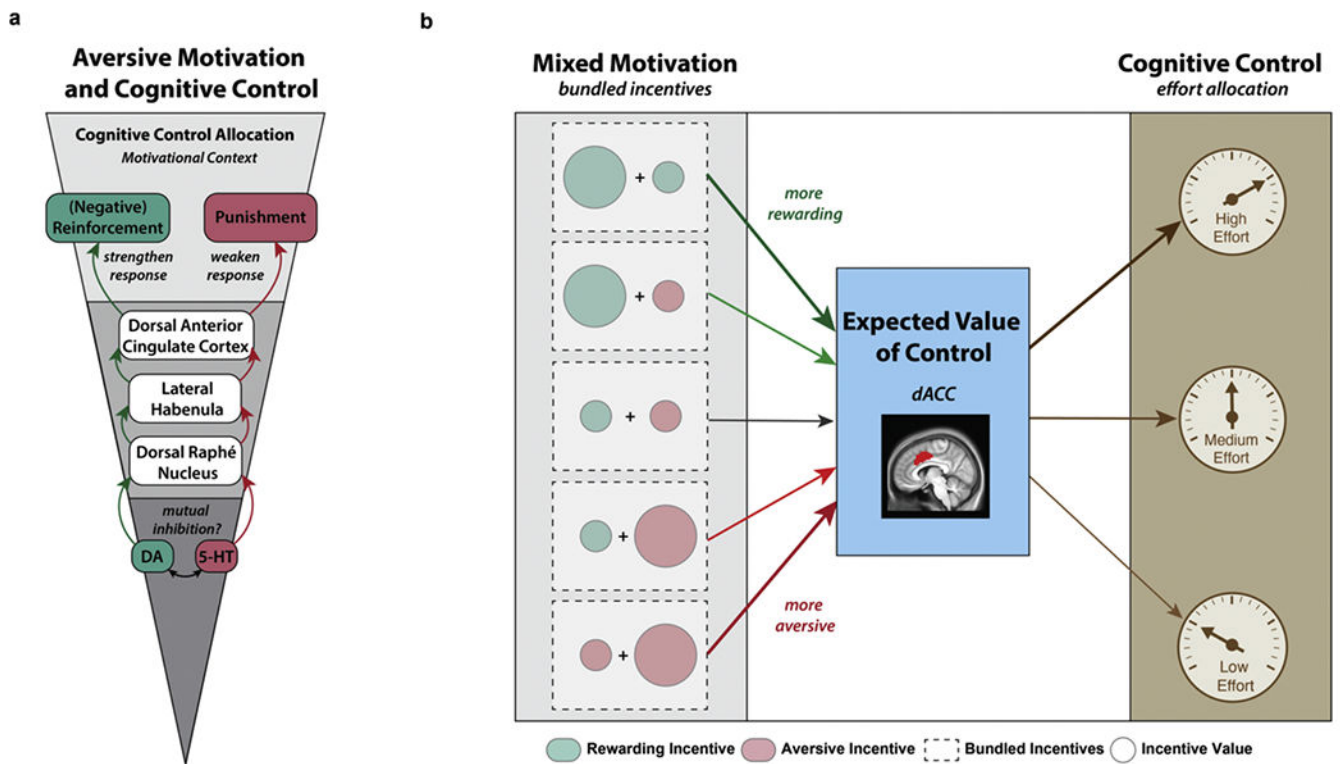 a
Aversive Motivation
and Cognitive Control
Cognitive Control Allocation
Motivational Context
(Negative)
Reinforcement
Punishment
strengthen
response
weaken
response
Dorsal Anterior
Cingulate Cortex
Lateral
Habenula
Dorsal Raphé
Nucleus
mutual
inhibition?
DA
5-HT
b
Mixed Motivation
bundled incentives
Cognitive Control
effort allocation
+
+
+
+
+
more
rewarding
more
aversive
Expected Value
of Control
dACC
High
Effort
Medium
Effort
Low
Effort
Rewarding Incentive
Aversive Incentive
Bundled Incentives
Incentive Value